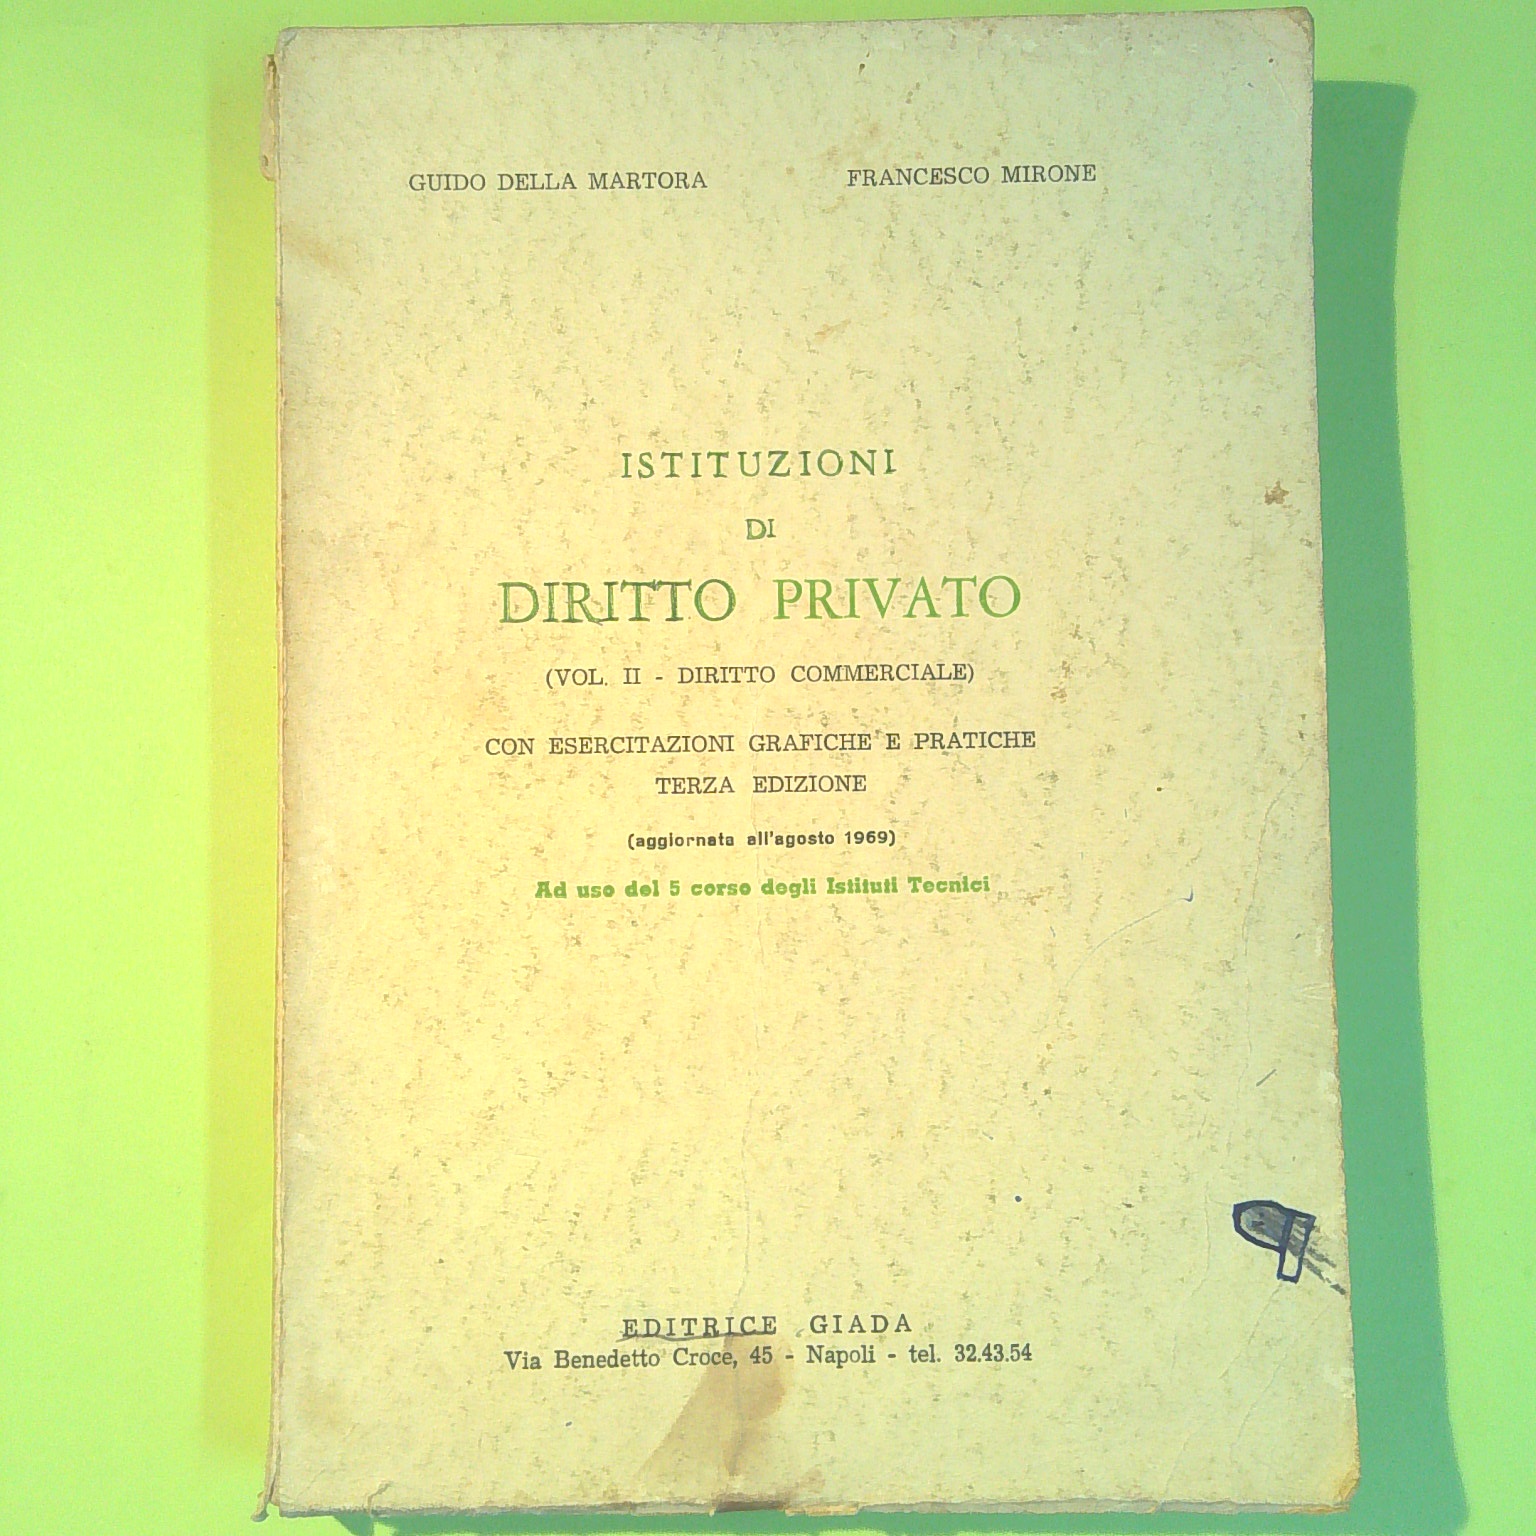 GUIDO DELLA MARTORA FRANCESCO MIRONE
ISTITUZIONI
DI
DIRITTO PRIVATO
(VOL. II - DIRITTO COMMERCIALE)
CON ESERCITAZIONI GRAFICHE E PRATICHE
TERZA EDIZIONE
(aggiornata all'agosto 1969)
Ad uso del 5 corso degli Istituti Tecnici
EDITRICE GIADA
Via Benedetto Croce, 45 - Napoli - tel. 32.43.54